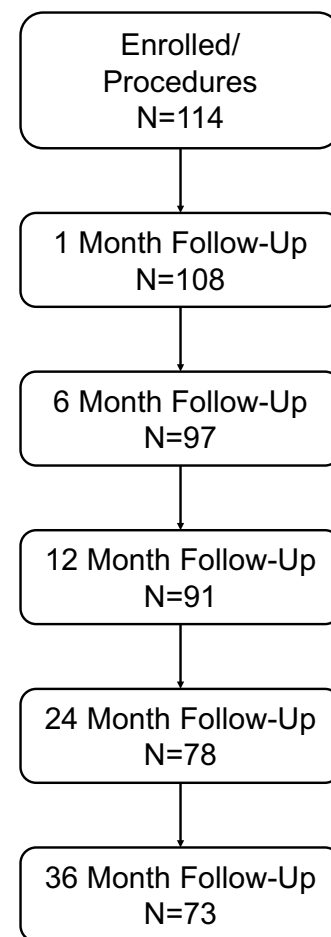 Enrolled/
Procedures
N=114
1 Month Follow-Up
N=108
6 Month Follow-Up
N=97
12 Month Follow-Up
N=91
24 Month Follow-Up
N=78
36 Month Follow-Up
N=73